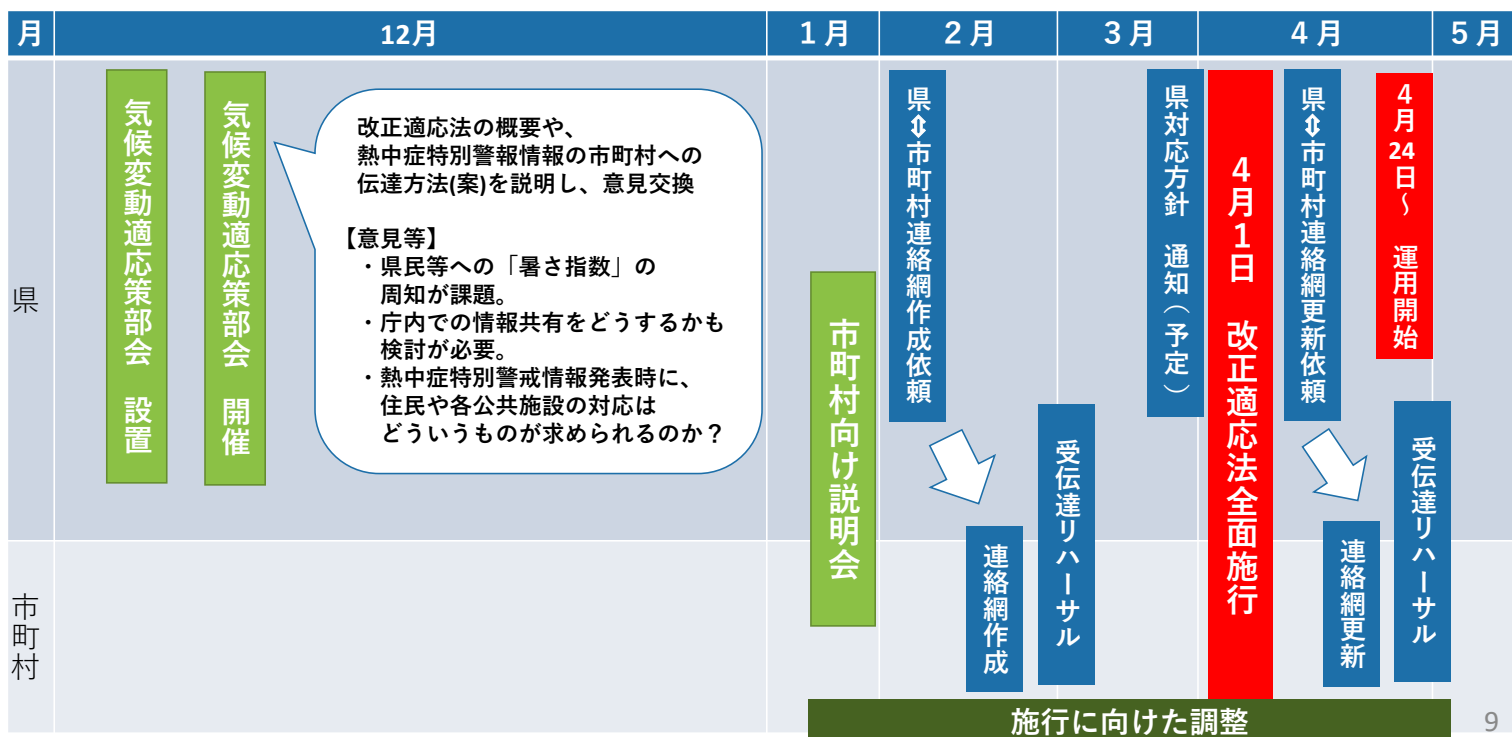 月
12月
1月
2月
3月
4月
5月
県
気候変動適応策部会 設置
気候変動適応策部会 開催
改正適応法の概要や、
熱中症特別警報情報の市町村への
伝達方法(案)を説明し、意見交換
【意見等】
・県民等への「暑さ指数」の
周知が課題。
・庁内での情報共有をどうするかも
検討が必要。
・熱中症特別警戒情報発表時に、
住民や各公共施設の対応は
どういうものが求められるのか？
市町村向け説明会
県⇕市町村連絡網作成依頼
連絡網作成
受伝達リハーサル
県対応方針 通知（予定）
4月1日 改正適応法全面施行
県⇕市町村連絡網更新依頼
連絡網更新
4月24日～ 運用開始
受伝達リハーサル
市町村
施行に向けた調整
9